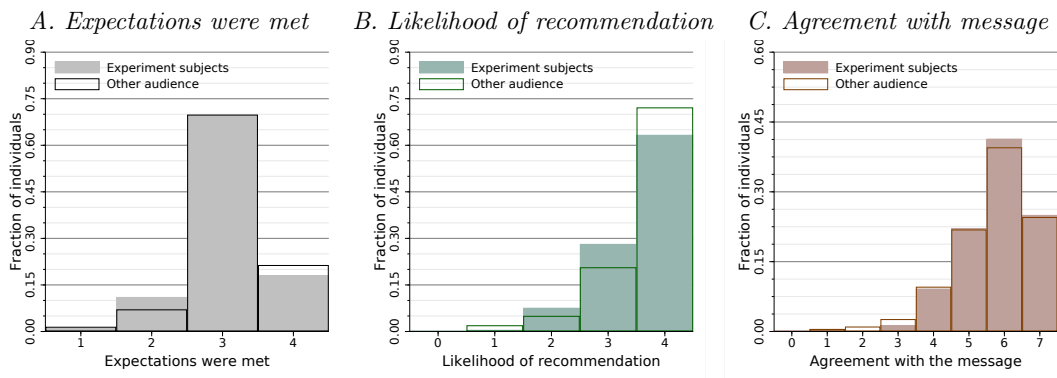 A. Expectations were met
0.00 0.15 0.30 0.45 0.60 0.75 0.90
Fraction of individuals
Experiment subjects
Other audience
1 2 3 4
Expectations were met
B. Likelihood of recommendation
0.00 0.15 0.30 0.45 0.60 0.75 0.90
Fraction of individuals
Experiment subjects
Other audience
0 1 2 3 4
Likelihood of recommendation
C. Agreement with message
0.00 0.15 0.30 0.45 0.60
Fraction of individuals
Experiment subjects
Other audience
0 1 2 3 4 5 6 7
Agreement with the message